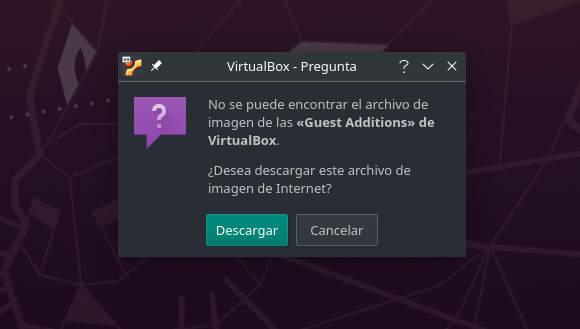 VirtualBox - Pregunta
No se puede encontrar el archivo de
imagen de las «Guest Additions» de
VirtualBox.
¿Desea descargar este archivo de
imagen de Internet?
Descargar
Cancelar